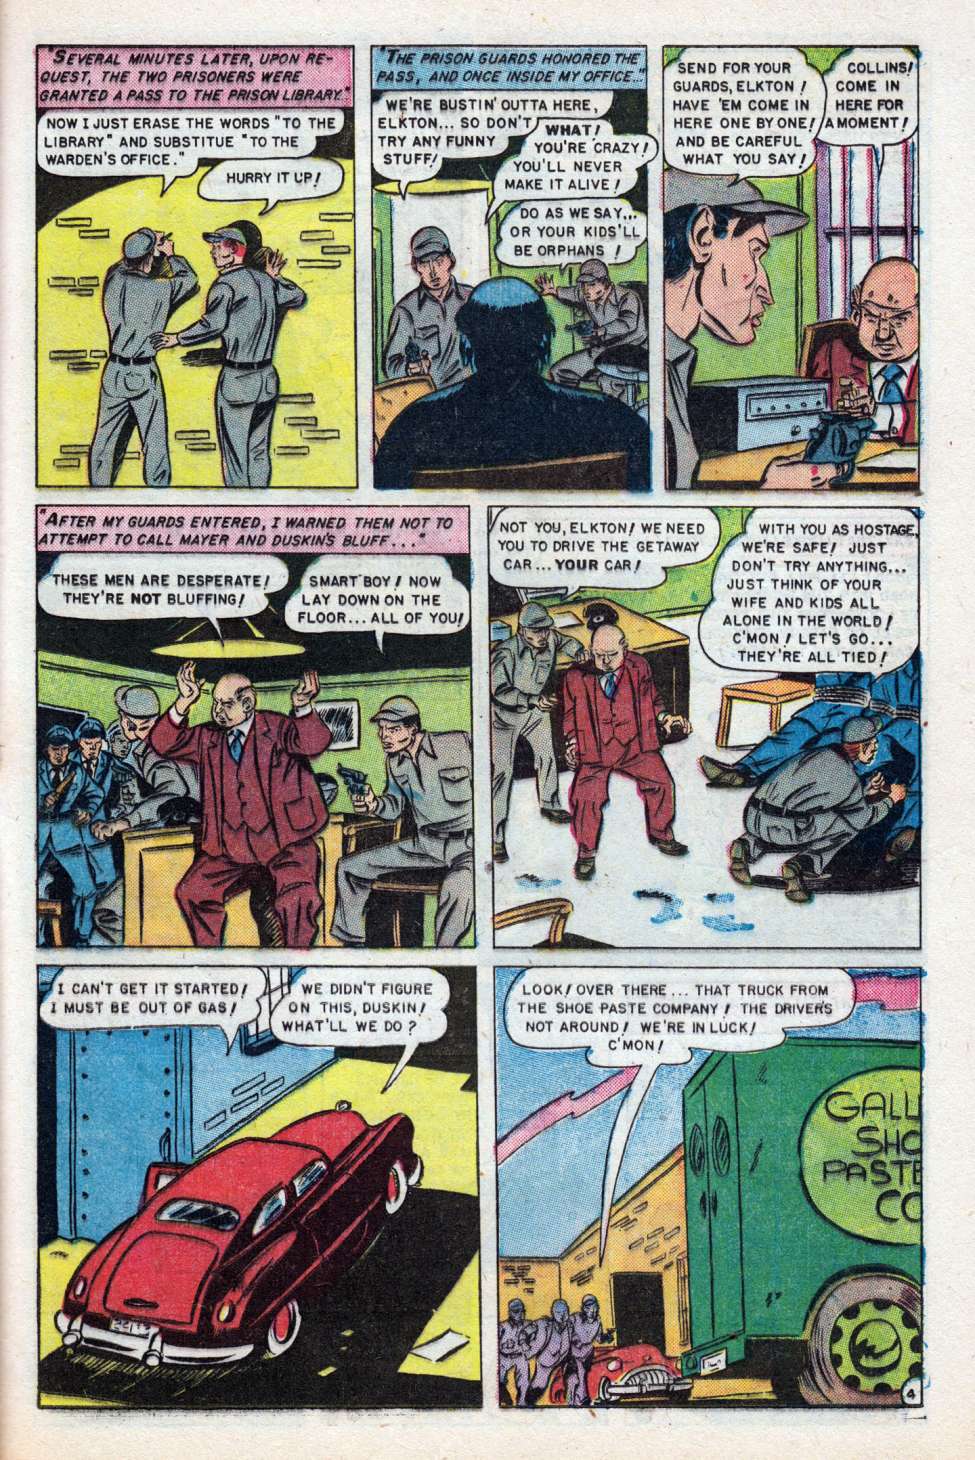 "SEVERAL MINUTES LATER, UPON RE-
QUEST, THE TWO PRISONERS WERE
GRANTED A PASS TO THE PRISON LIBRARY."
NOW I JUST ERASE THE WORDS "TO THE
LIBRARY" AND SUBSTITUE "TO THE
WARDEN'S OFFICE."
HURRY IT UP!
"THE PRISON GUARDS HONORED THE
PASS, AND ONCE INSIDE MY OFFICE..."
WE'RE BUSTIN' OUTTA HERE,
ELKTON... SO DON'T
TRY ANY FUNNY
STUFF!
WHAT!
YOU'RE CRAZY!
YOU'LL NEVER
MAKE IT ALIVE!
DO AS WE SAY...
OR YOUR KIDS'LL
BE ORPHANS!
SEND FOR YOUR
GUARDS, ELKTON!
HAVE 'EM COME IN
HERE ONE BY ONE!
AND BE CAREFUL
WHAT YOU SAY!
COLLINS!
COME IN
HERE FOR
A MOMENT!
"AFTER MY GUARDS ENTERED, I WARNED THEM NOT TO
ATTEMPT TO CALL MAYER AND DUSKIN'S BLUFF..."
THESE MEN ARE DESPERATE!
THEY'RE NOT BLUFFING!
SMART BOY! NOW
LAY DOWN ON THE
FLOOR... ALL OF YOU!
NOT YOU, ELKTON! WE NEED
YOU TO DRIVE THE GETAWAY
CAR... YOUR CAR!
WITH YOU AS HOSTAGE,
WE'RE SAFE! JUST
DON'T TRY ANYTHING...
JUST THINK OF YOUR
WIFE AND KIDS ALL
ALONE IN THE WORLD!
C'MON! LET'S GO...
THEY'RE ALL TIED!
I CAN'T GET IT STARTED!
I MUST BE OUT OF GAS!
WE DIDN'T FIGURE
ON THIS, DUSKIN!
WHAT'LL WE DO?
LOOK! OVER THERE... THAT TRUCK FROM
THE SHOE PASTE COMPANY! THE DRIVER'S
NOT AROUND! WE'RE IN LUCK!
C'MON!
GALL
SHO
PASTE
CO
4